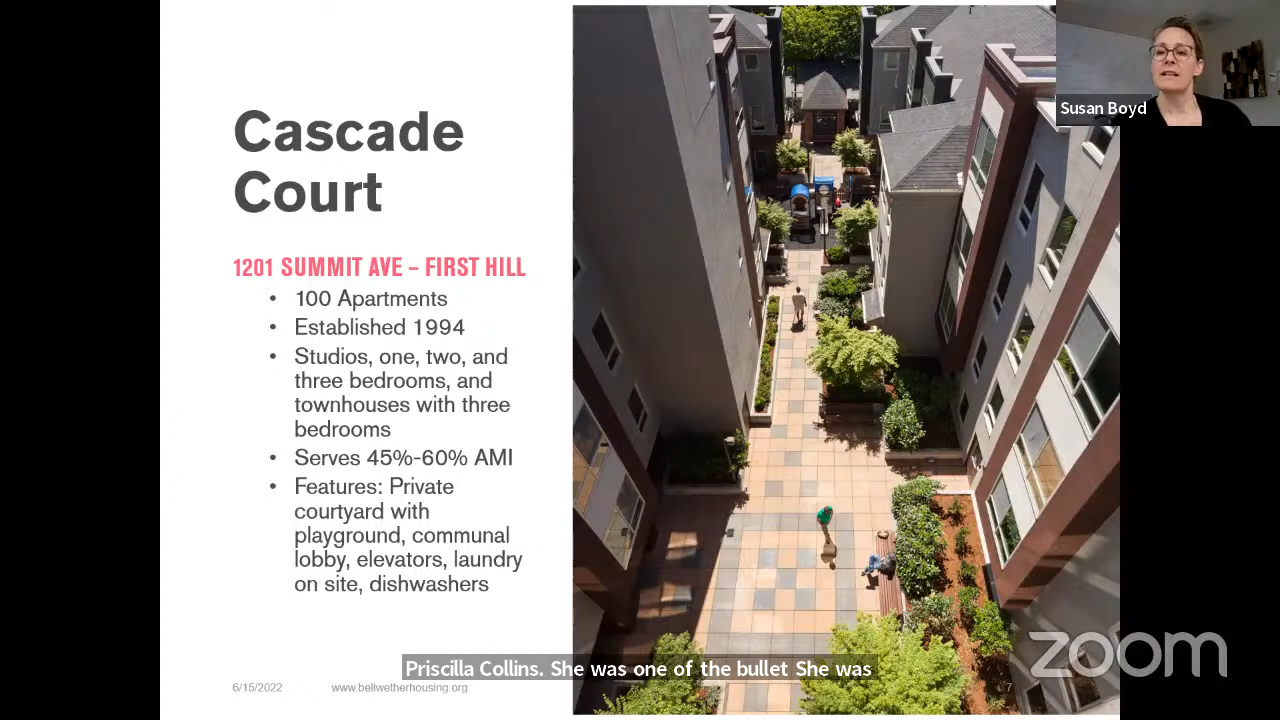 Cascade
Court
1201 SUMMIT AVE – FIRST HILL
• 100 Apartments
• Established 1994
• Studios, one, two, and
three bedrooms, and
townhouses with three
bedrooms
• Serves 45%-60% AMI
• Features: Private
courtyard with
playground, communal
lobby, elevators, laundry
on site, dishwashers
Susan Boyd
Priscilla Collins. She was one of the bullet She was
6/15/2022
www.bellwetherhousing.org
7
zoom